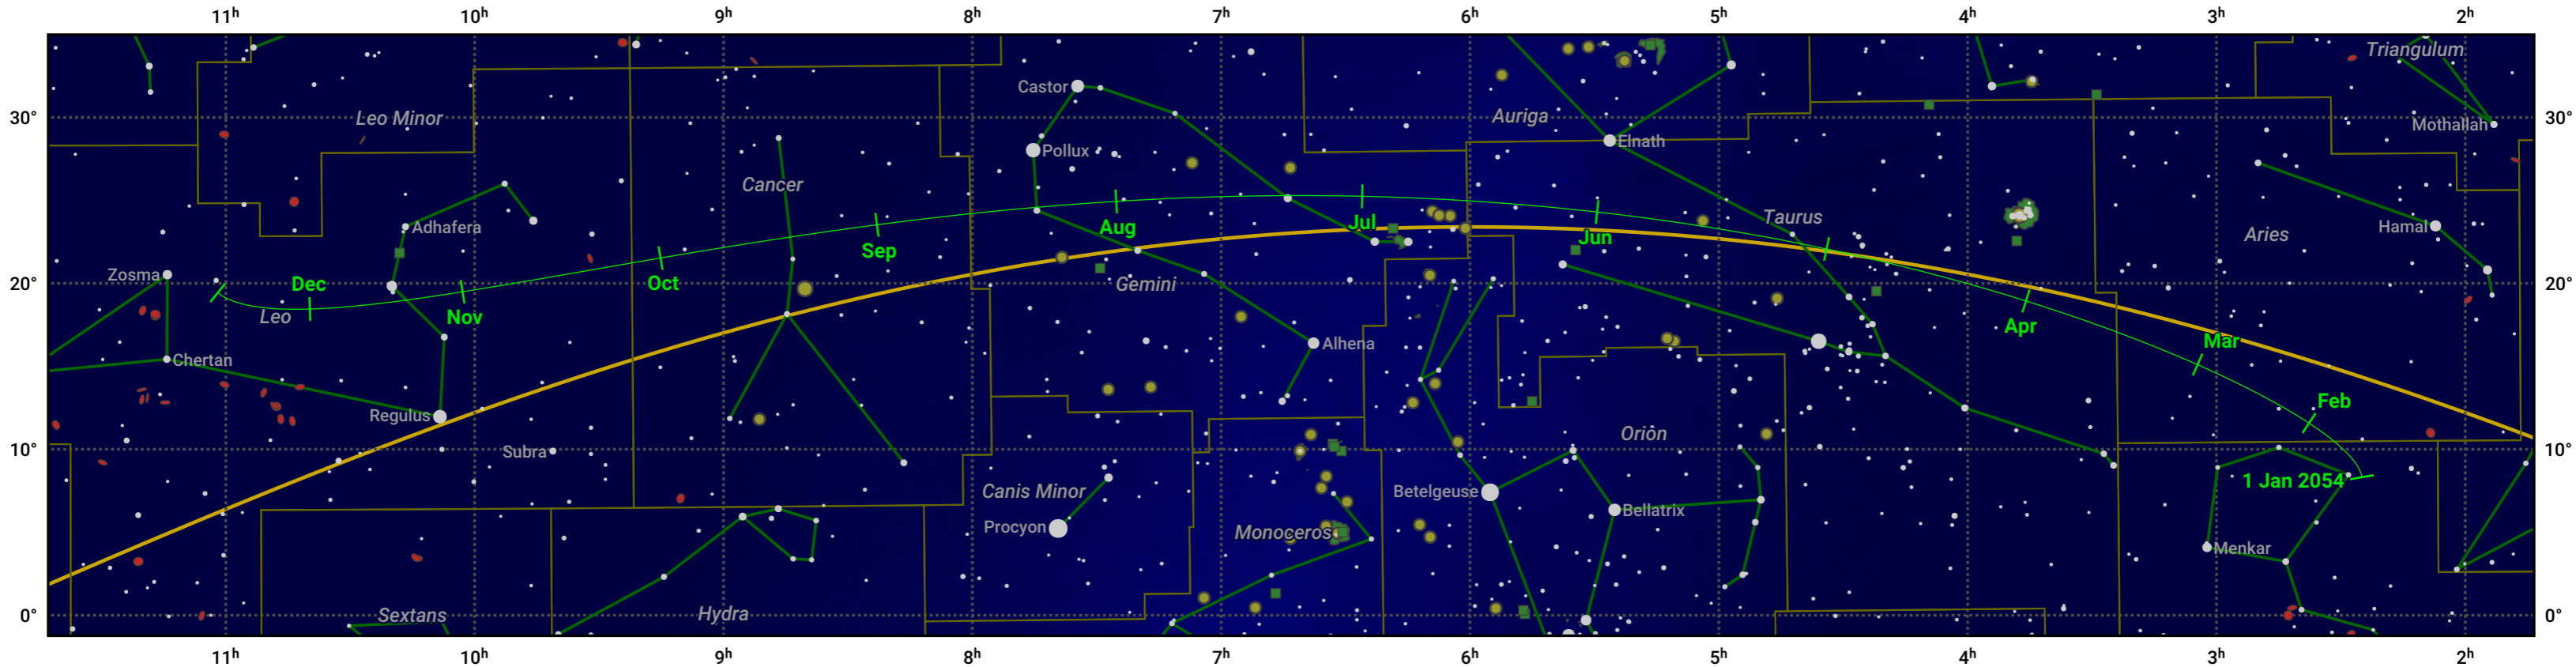 11h 10h 9h 8h 7h 6h 5h 4h 3h 2h
Triangulum
Castor
30° Leo Minor Auriga Mothallah 30°
Elnath
Pollux
Cancer
Taurus
Adhafera Aug Jul Jun Aries Hamal
Sep
Zosma Oct
20° Dec Gemini 20°
Leo Nov Apr
Mar
Alhena
Chertan
Feb
Regulus
10° Subra Orion 10°
Canis Minor Betelgeuse 1 Jan 2054
Procyon Monoceros Bellatrix
Menkar
0° Sextans Hydra 0°
11h 10h 9h 8h 7h 6h 5h 4h 3h 2h